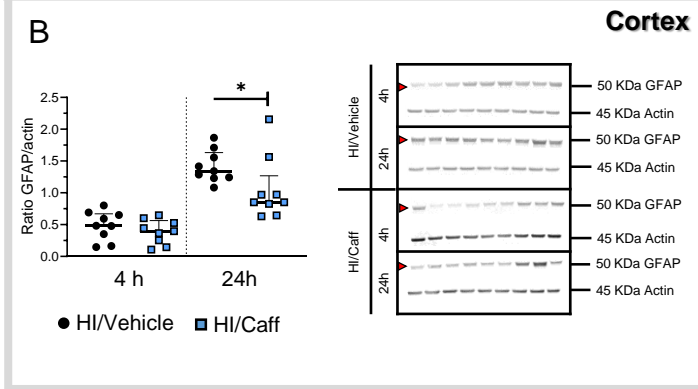 B
Cortex
*
Ratio GFAP/actin
2.5
2.0
1.5
1.0
0.5
0.0
4 h
24h
HI/Vehicle
HI/Caff
HI/Vehicle
4h
50 KDa GFAP
45 KDa Actin
24h
50 KDa GFAP
45 KDa Actin
HI/Caff
4h
50 KDa GFAP
45 KDa Actin
24h
50 KDa GFAP
45 KDa Actin